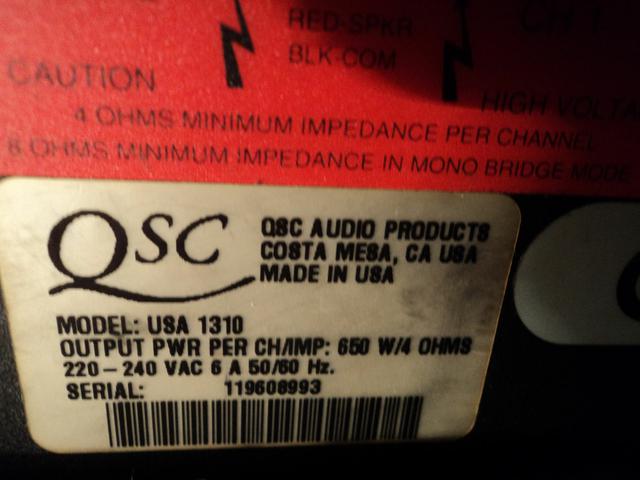 RED-SPKR
CH 1
BLK-COM
CAUTION
HIGH VOLTA
4 OHMS MINIMUM IMPEDANCE PER CHANNEL
8 OHMS MINIMUM IMPEDANCE IN MONO BRIDGE MODE
QSC
QSC AUDIO PRODUCTS
COSTA MESA, CA USA
MADE IN USA
MODEL: USA 1310
OUTPUT PWR PER CH/IMP: 650 W/4 OHMS
220-240 VAC 6 A 50/60 Hz.
SERIAL: 119608993